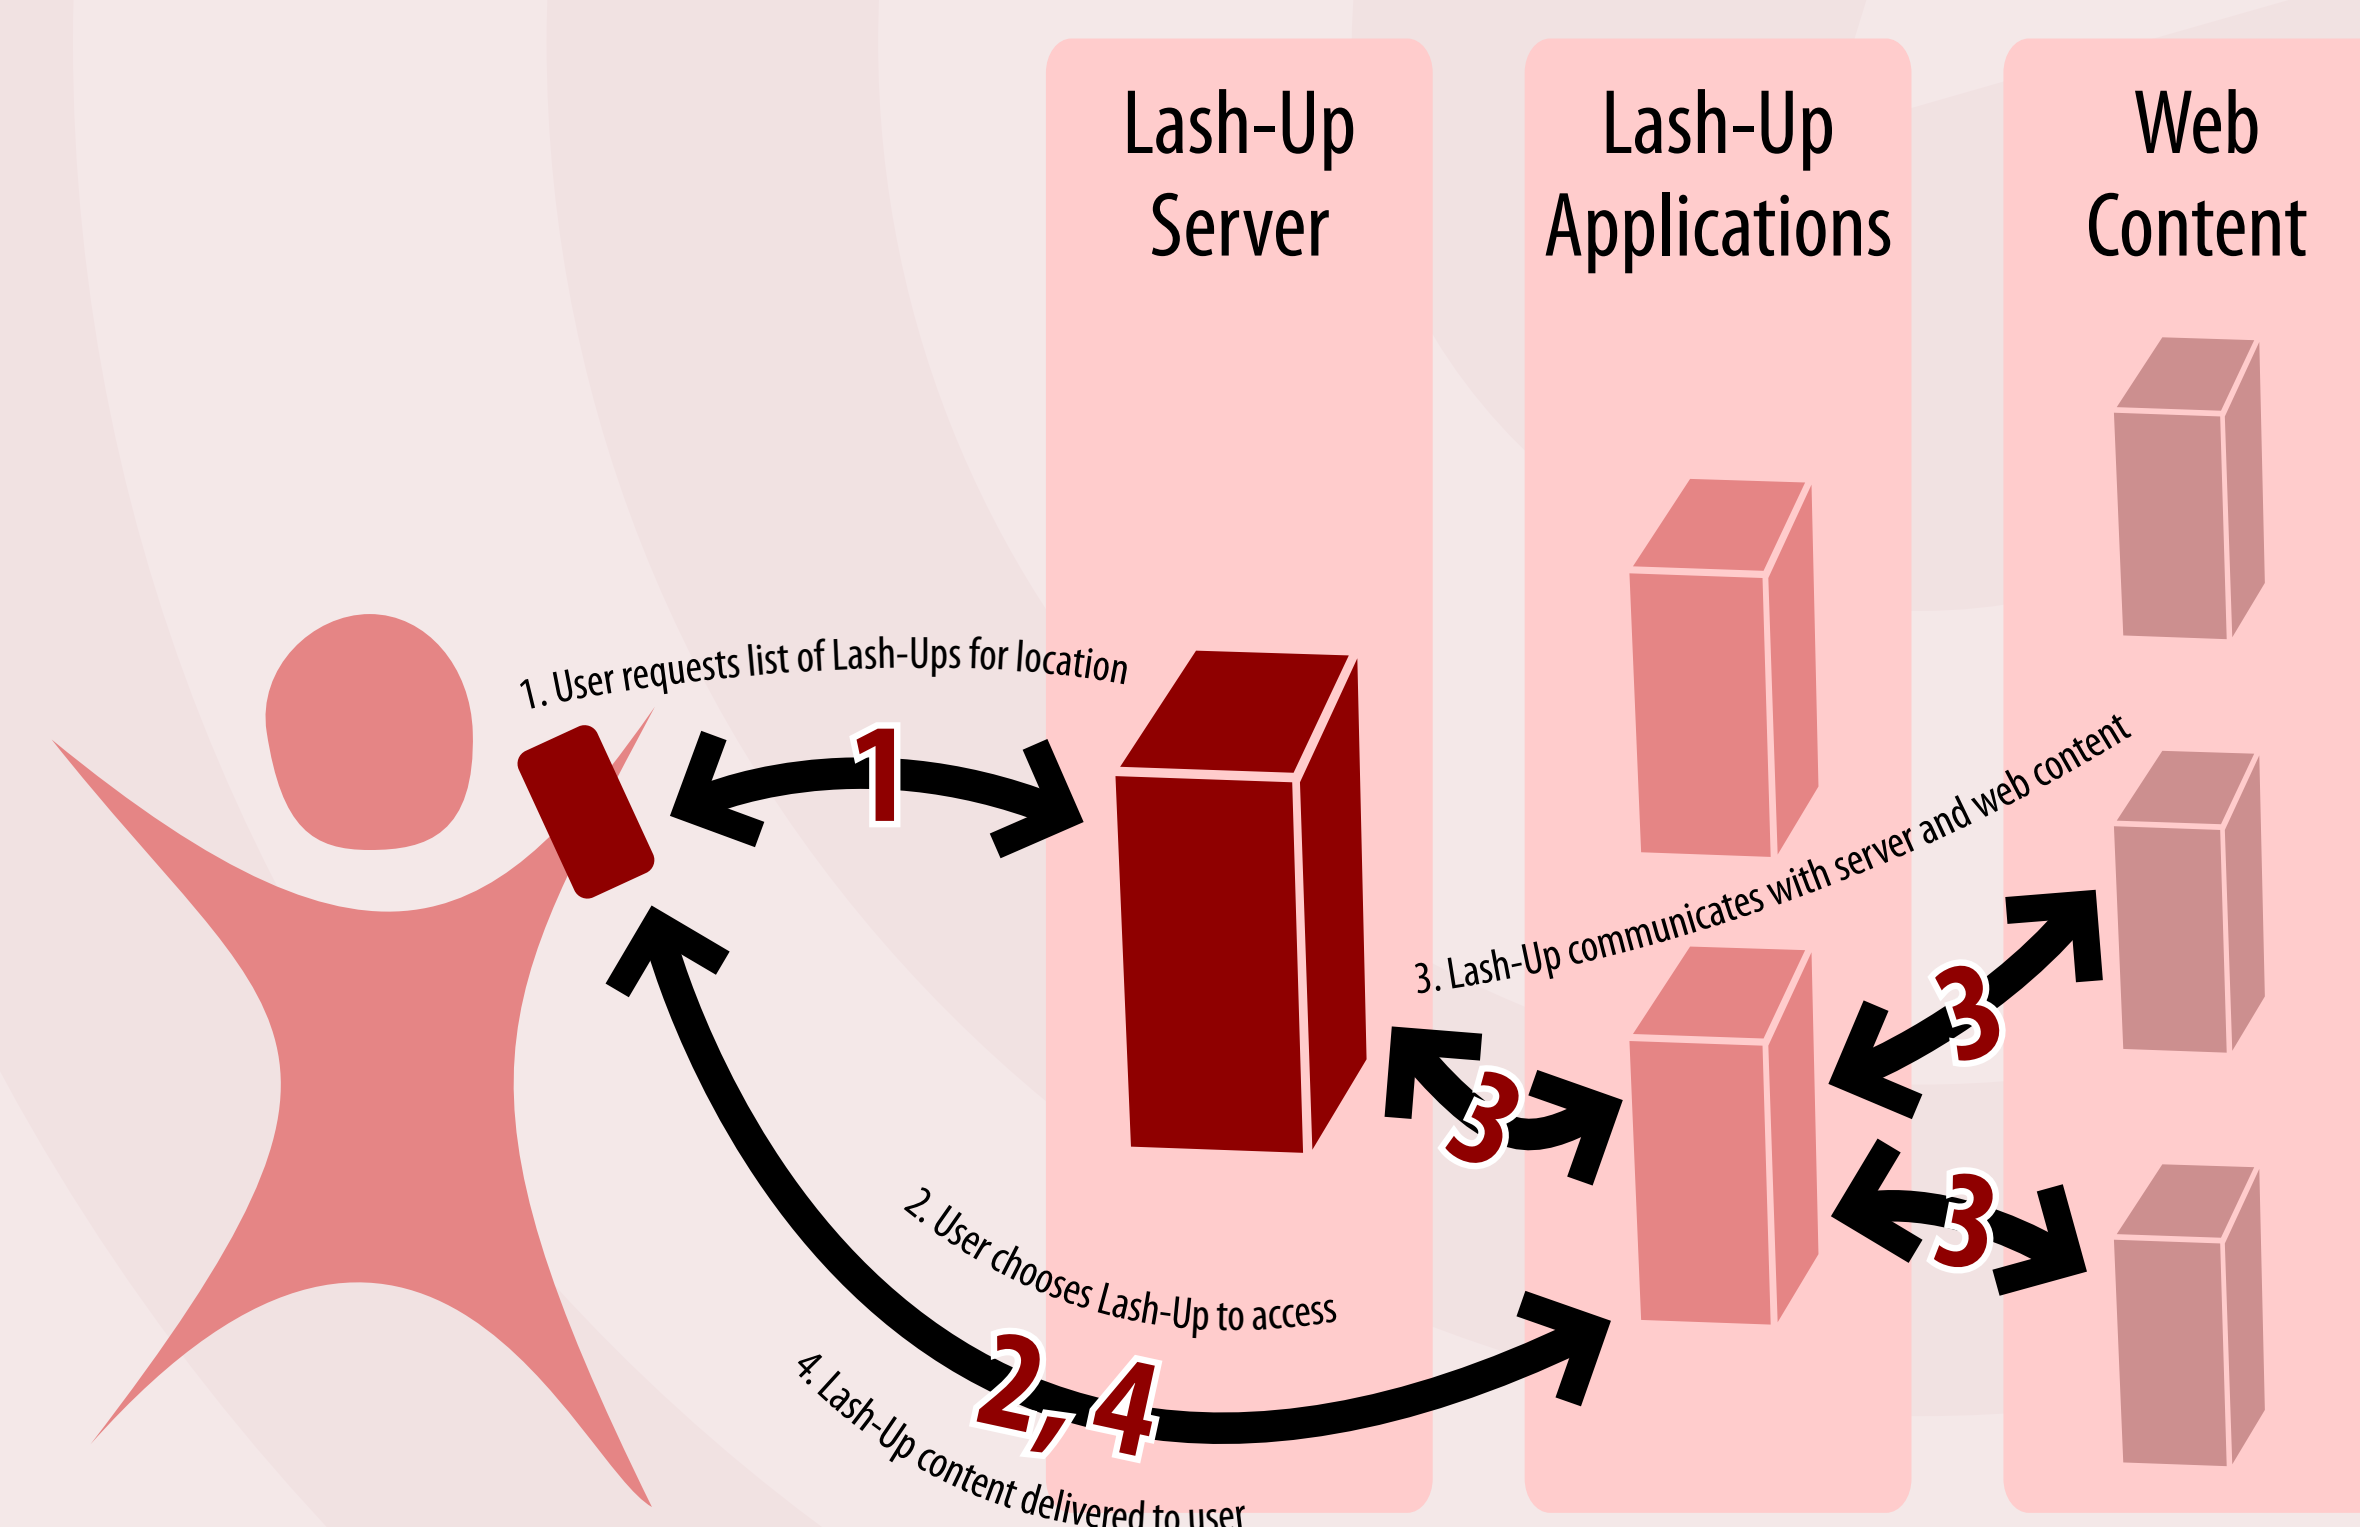 Lash-Up
Server
Lash-Up
Applications
Web
Content
1. User requests list of Lash-Ups for location
1
3. Lash-Up communicates with server and web content
3
3
3
2. User chooses Lash-Up to access
2,4
4. Lash-Up content delivered to user